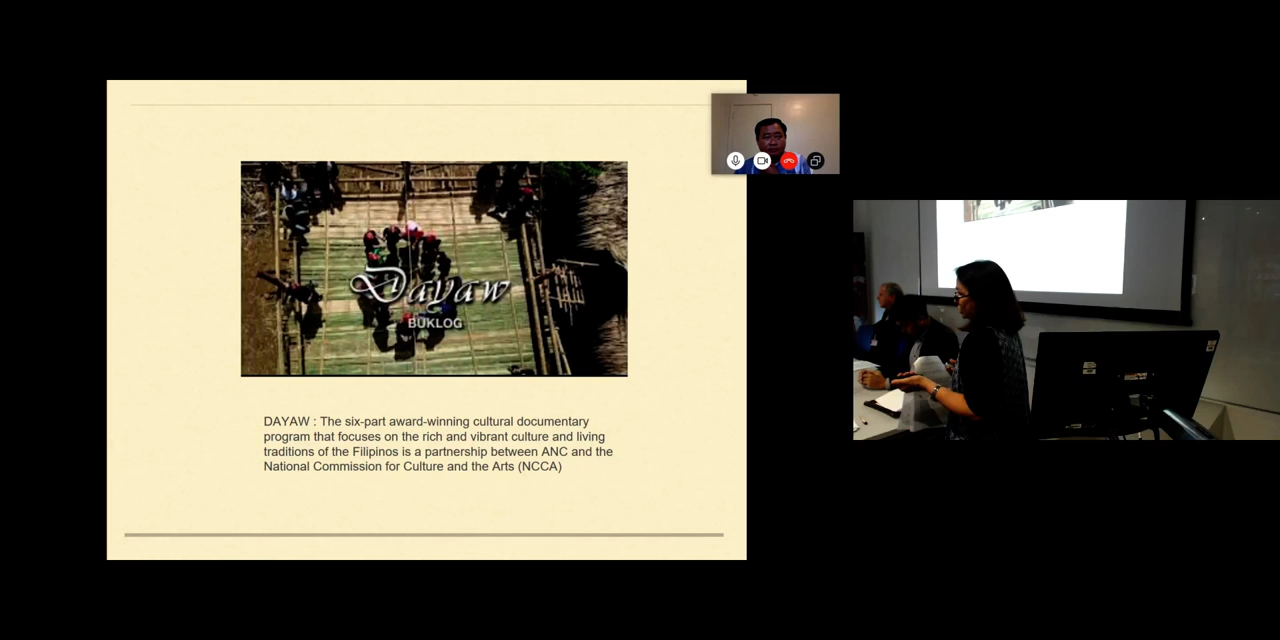 Dayaw
BUKLOG
DAYAW : The six-part award-winning cultural documentary
program that focuses on the rich and vibrant culture and living
traditions of the Filipinos is a partnership between ANC and the
National Commission for Culture and the Arts (NCCA)